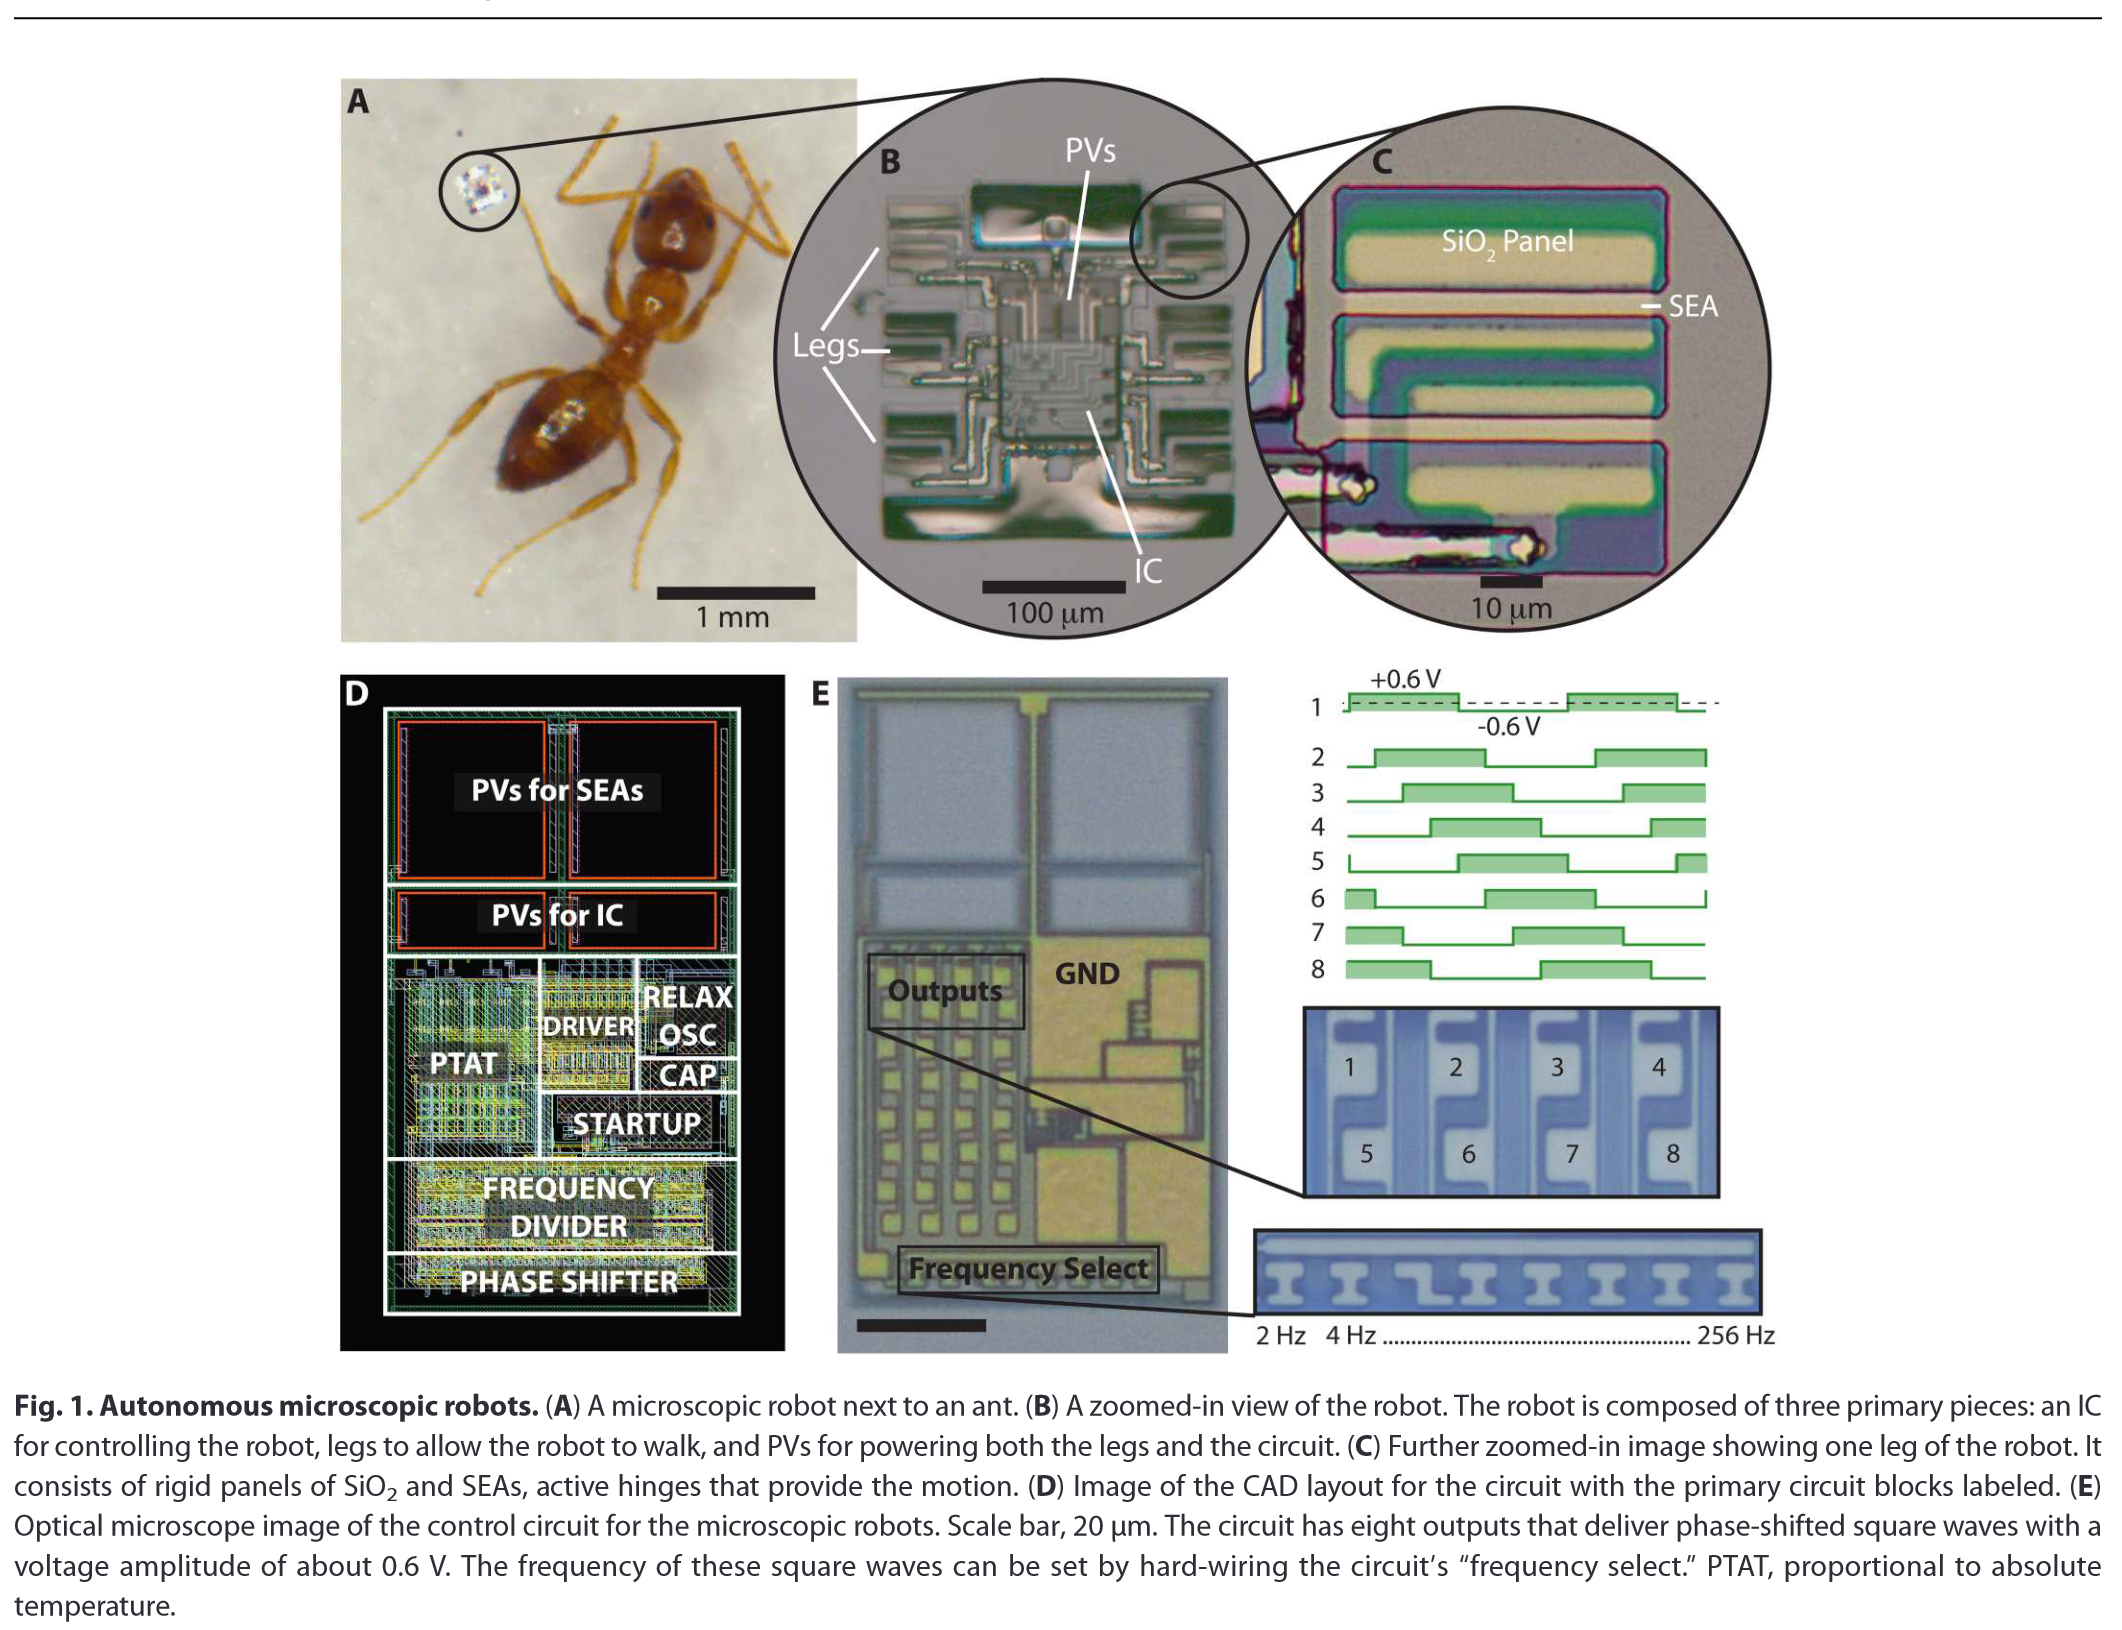 A
B
PVs
Legs
IC
C
SiO₂ Panel
SEA
1 mm
100 μm
10 μm
D
PVs for SEAs
PVs for IC
PTAT
DRIVER
RELAX
OSC
CAP
STARTUP
FREQUENCY
DIVIDER
PHASE SHIFTER
E
Outputs
GND
Frequency Select
+0.6 V
1
-0.6 V
2
3
4
5
6
7
8
1 2 3 4
5 6 7 8
2 Hz 4 Hz ........................................................ 256 Hz
Fig. 1. Autonomous microscopic robots. (A) A microscopic robot next to an ant. (B) A zoomed-in view of the robot. The robot is composed of three primary pieces: an IC
for controlling the robot, legs to allow the robot to walk, and PVs for powering both the legs and the circuit. (C) Further zoomed-in image showing one leg of the robot. It
consists of rigid panels of SiO₂ and SEAs, active hinges that provide the motion. (D) Image of the CAD layout for the circuit with the primary circuit blocks labeled. (E)
Optical microscope image of the control circuit for the microscopic robots. Scale bar, 20 μm. The circuit has eight outputs that deliver phase-shifted square waves with a
voltage amplitude of about 0.6 V. The frequency of these square waves can be set by hard-wiring the circuit’s “frequency select.” PTAT, proportional to absolute
temperature.